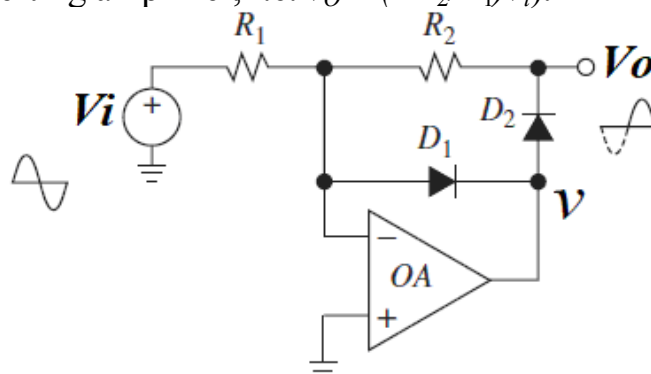 R₁
R₂
Vo
Vi
+
D₂
D₁
v
−
OA
+